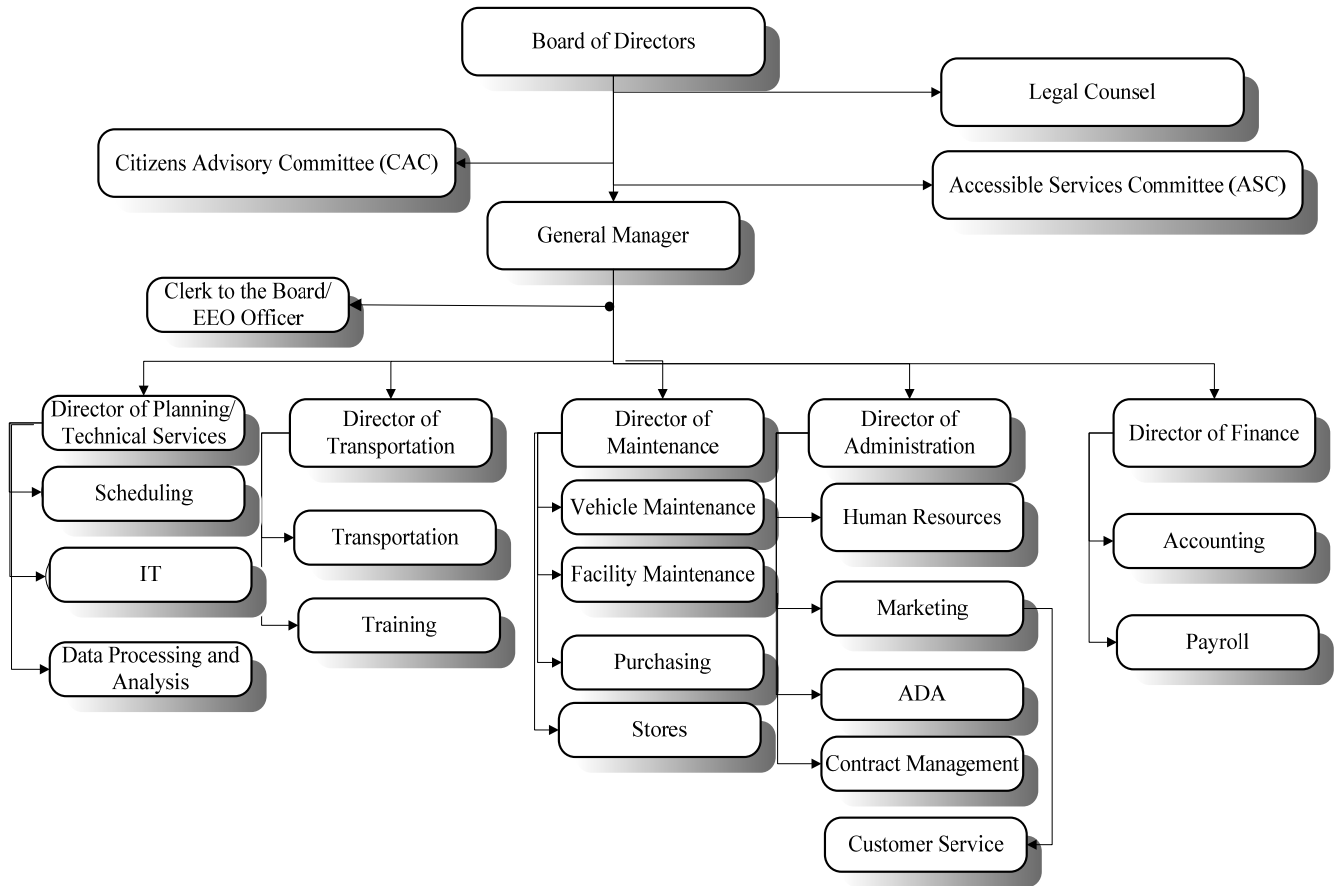 Board of Directors
Legal Counsel
Citizens Advisory Committee (CAC)
Accessible Services Committee (ASC)
General Manager
Clerk to the Board/
EEO Officer
Director of Planning/
Technical Services
Scheduling
IT
Data Processing and
Analysis
Director of
Transportation
Transportation
Training
Director of
Maintenance
Vehicle Maintenance
Facility Maintenance
Purchasing
Stores
Director of
Administration
Human Resources
Marketing
ADA
Contract Management
Customer Service
Director of Finance
Accounting
Payroll